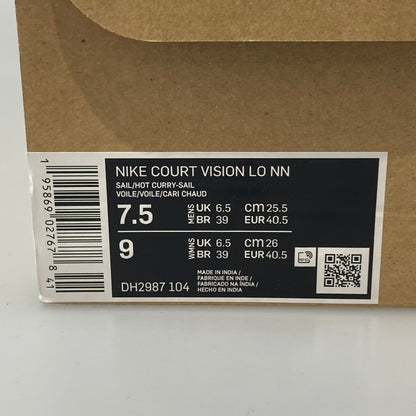 NIKE COURT VISION LO NN
SAIL/HOT CURRY-SAIL
VOILE/VOILE/CARI CHAUD
7.5 MENS UK 6.5 CM 25.5
BR 39 EUR 40.5
9 WMNS UK 6.5 CM 26
BR 39 EUR 40.5
MADE IN INDIA /
FABRIQUE EN INDE /
FABRICADO NA ÍNDIA /
HECHO EN INDIA
DH2987 104
1 95869 02767 8 41